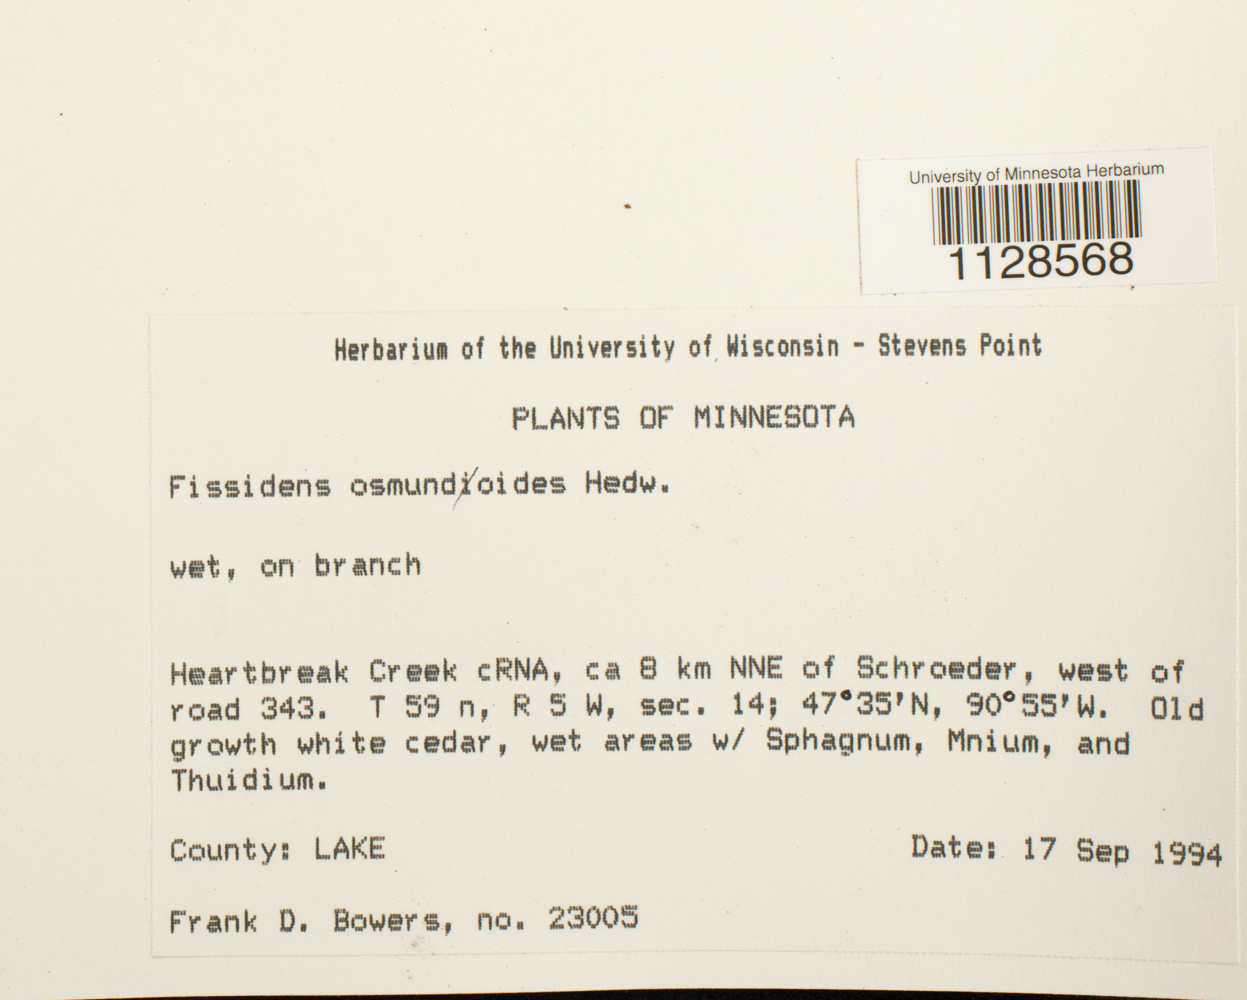 University of Minnesota Herbarium
1128568
Herbarium of the University of Wisconsin - Stevens Point
PLANTS OF MINNESOTA
Fissidens osmundioides Hedw.
wet, on branch
Heartbreak Creek cRNA, ca 8 km NNE of Schroeder, west of
road 343. T 59 n, R 5 W, sec. 14; 47°35'N, 90°55'W. Old
growth white cedar, wet areas w/ Sphagnum, Mnium, and
Thuidium.
County: LAKE Date: 17 Sep 1994
Frank D. Bowers, no. 23005